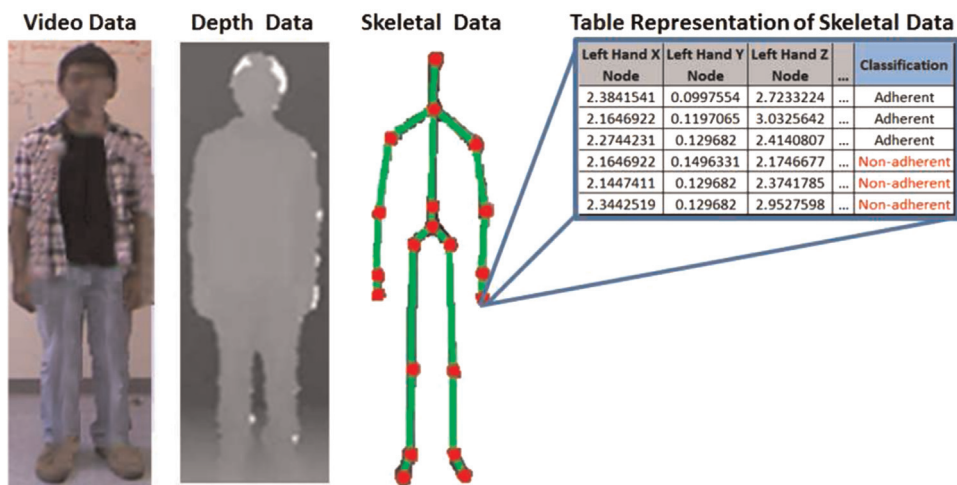 Video Data
Depth Data
Skeletal Data
Table Representation of Skeletal Data
Left Hand X Node Left Hand Y Node Left Hand Z Node ... Classification
2.3841541 0.0997554 2.7233224 ... Adherent
2.1646922 0.1197065 3.0325642 ... Adherent
2.2744231 0.129682 2.4140807 ... Adherent
2.1646922 0.1496331 2.1746677 ... Non-adherent
2.1447411 0.129682 2.3741785 ... Non-adherent
2.3442519 0.129682 2.9527598 ... Non-adherent